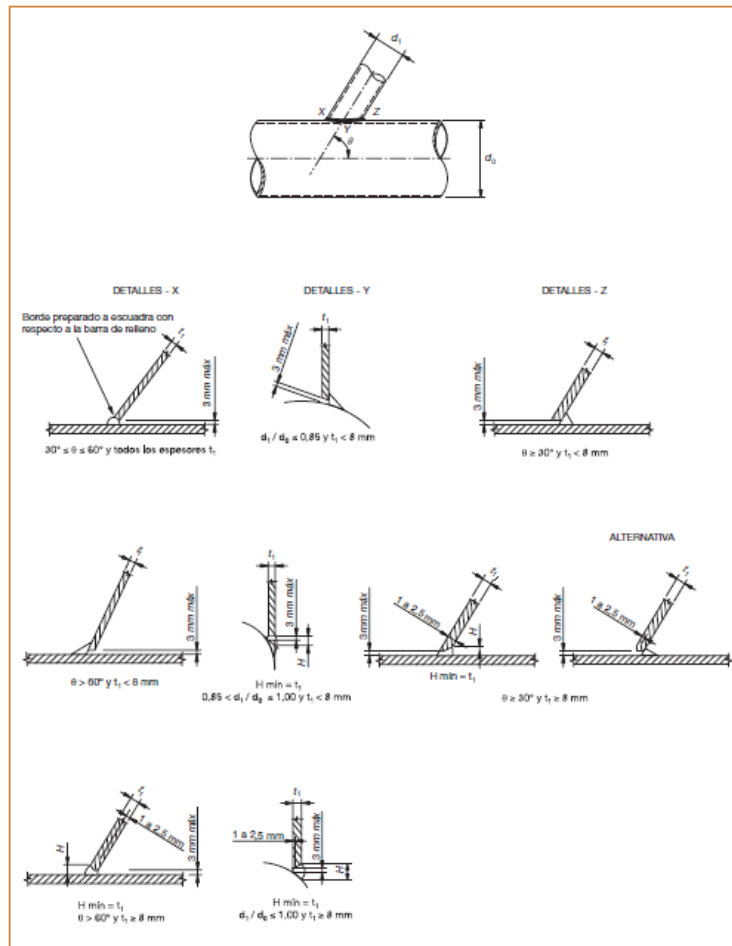 d₁
X
Z
Y
θ
d₀
DETALLES - X
DETALLES - Y
DETALLES - Z
Borde preparado a escuadra con
respecto a la barra de relleno
t₁
3 mm máx
30° ≤ θ ≤ 60° y todos los espesores t₁
t₁
3 mm máx
d₁ / d₀ ≤ 0,85 y t₁ < 8 mm
t₁
3 mm máx
θ ≥ 30° y t₁ < 8 mm
t₁
3 mm máx
θ > 60° y t₁ < 8 mm
t₁
3 mm máx
H
H mín = t₁
0,85 < d₁ / d₀ ≤ 1,00 y t₁ < 8 mm
t₁
1 a 2,5 mm
3 mm máx
H
H mín = t₁
ALTERNATIVA
t₁
1 a 2,5 mm
3 mm máx
θ ≥ 30° y t₁ ≥ 8 mm
t₁
1 a 2,5 mm
H
3 mm máx
H mín = t₁
θ > 60° y t₁ ≥ 8 mm
t₁
1 a 2,5 mm
3 mm máx
H
H mín = t₁
d₁ / d₀ ≤ 1,00 y t₁ ≥ 8 mm